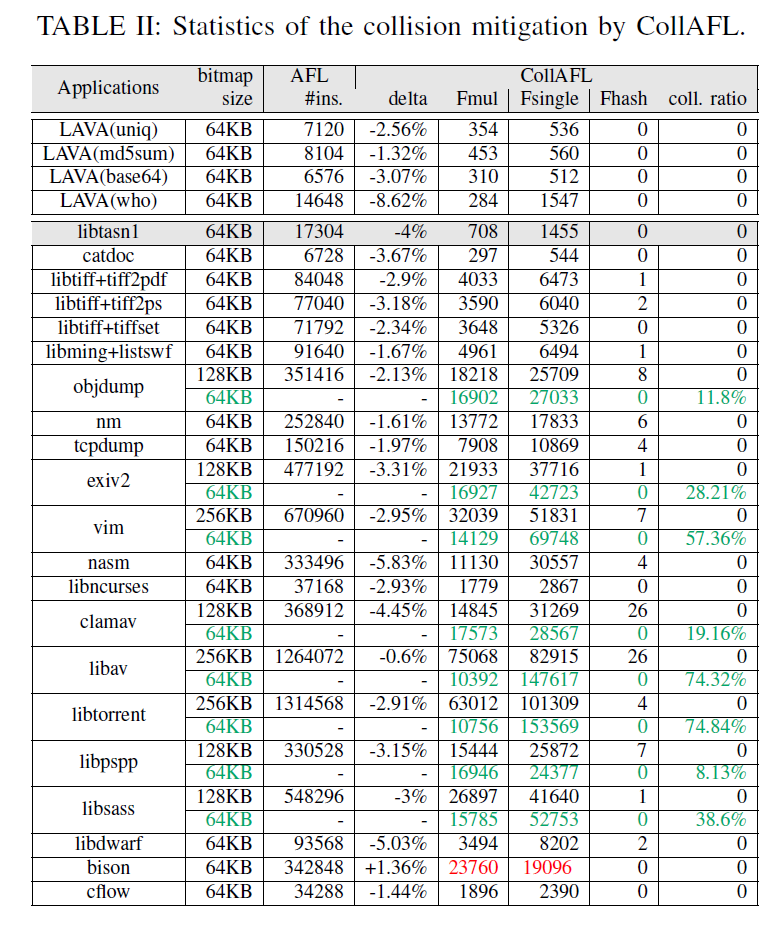 TABLE II: Statistics of the collision mitigation by CollAFL.
Applications bitmap size AFL #ins. CollAFL delta Fmul Fsingle Fhash coll. ratio
LAVA(uniq) 64KB 7120 -2.56% 354 536 0 0
LAVA(md5sum) 64KB 8104 -1.32% 453 560 0 0
LAVA(base64) 64KB 6576 -3.07% 310 512 0 0
LAVA(who) 64KB 14648 -8.62% 284 1547 0 0
libtasn1 64KB 17304 -4% 708 1455 0 0
catdoc 64KB 6728 -3.67% 297 544 0 0
libtiff+tiff2pdf 64KB 84048 -2.9% 4033 6473 1 0
libtiff+tiff2ps 64KB 77040 -3.18% 3590 6040 2 0
libtiff+tiffset 64KB 71792 -2.34% 3648 5326 0 0
libming+listswf 64KB 91640 -1.67% 4961 6494 1 0
objdump 128KB 351416 -2.13% 18218 25709 8 0
64KB - - 16902 27033 0 11.8%
nm 64KB 252840 -1.61% 13772 17833 6 0
tcpdump 64KB 150216 -1.97% 7908 10869 4 0
exiv2 128KB 477192 -3.31% 21933 37716 1 0
64KB - - 16927 42723 0 28.21%
vim 256KB 670960 -2.95% 32039 51831 7 0
64KB - - 14129 69748 0 57.36%
nasm 64KB 333496 -5.83% 11130 30557 4 0
libncurses 64KB 37168 -2.93% 1779 2867 0 0
clamav 128KB 368912 -4.45% 14845 31269 26 0
64KB - - 17573 28567 0 19.16%
libav 256KB 1264072 -0.6% 75068 82915 26 0
64KB - - 10392 147617 0 74.32%
libtorrent 256KB 1314568 -2.91% 63012 101309 4 0
64KB - - 10756 153569 0 74.84%
libpspp 128KB 330528 -3.15% 15444 25872 7 0
64KB - - 16946 24377 0 8.13%
libsass 128KB 548296 -3% 26897 41640 1 0
64KB - - 15785 52753 0 38.6%
libdwarf 64KB 93568 -5.03% 3494 8202 2 0
bison 64KB 342848 +1.36% 23760 19096 0 0
cflow 64KB 34288 -1.44% 1896 2390 0 0